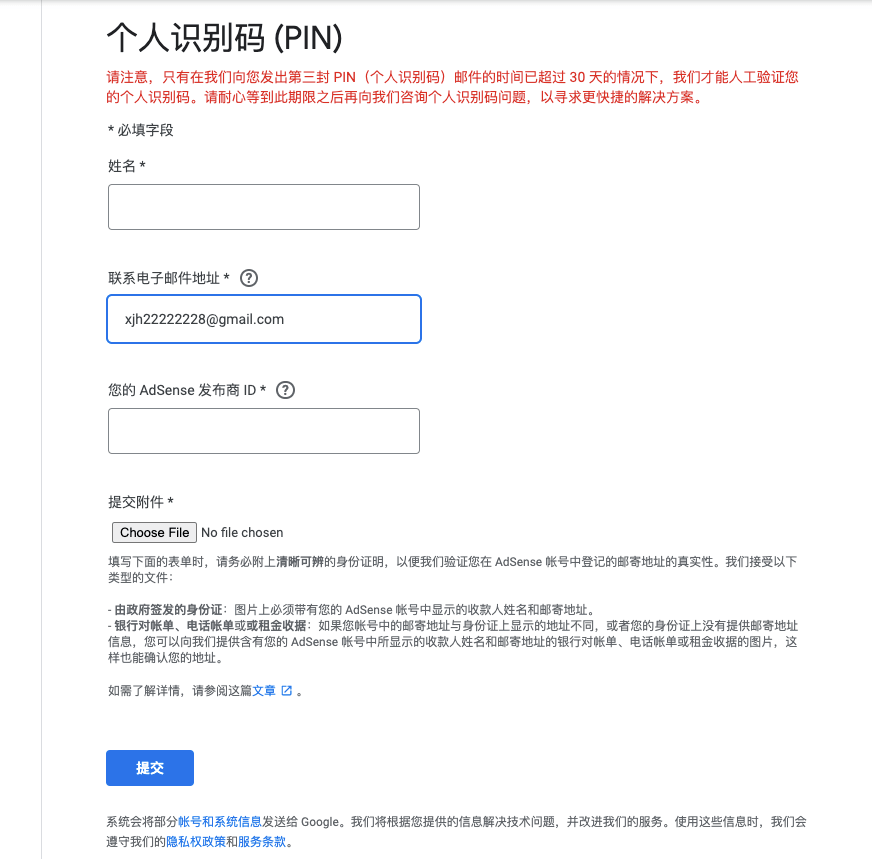 个人识别码 (PIN)
请注意，只有在我们向您发出第三封 PIN（个人识别码）邮件的时间已超过 30 天的情况下，我们才能人工验证您
的个人识别码。请耐心等到此期限之后再向我们咨询个人识别码问题，以寻求更快捷的解决方案。
* 必填字段
姓名 *
联系电子邮件地址 * ?
xjh22222228@gmail.com
您的 AdSense 发布商 ID * ?
提交附件 *
Choose File No file chosen
填写下面的表单时，请务必附上清晰可辨的身份证明，以便我们验证您在 AdSense 帐号中登记的邮寄地址的真实性。我们接受以下
类型的文件：
- 由政府签发的身份证：图片上必须带有您的 AdSense 帐号中显示的收款人姓名和邮寄地址。
- 银行对帐单、电话帐单或或租金收据：如果您帐号中的邮寄地址与身份证上显示的地址不同，或者您的身份证上没有提供邮寄地址
信息，您可以向我们提供含有您的 AdSense 帐号中所显示的收款人姓名和邮寄地址的银行对帐单、电话帐单或租金收据的图片，这
样也能确认您的地址。
如需了解详情，请参阅这篇文章 。
提交
系统会将部分帐号和系统信息发送给 Google。我们将根据您提供的信息解决技术问题，并改进我们的服务。使用这些信息时，我们会
遵守我们的隐私权政策和服务条款。